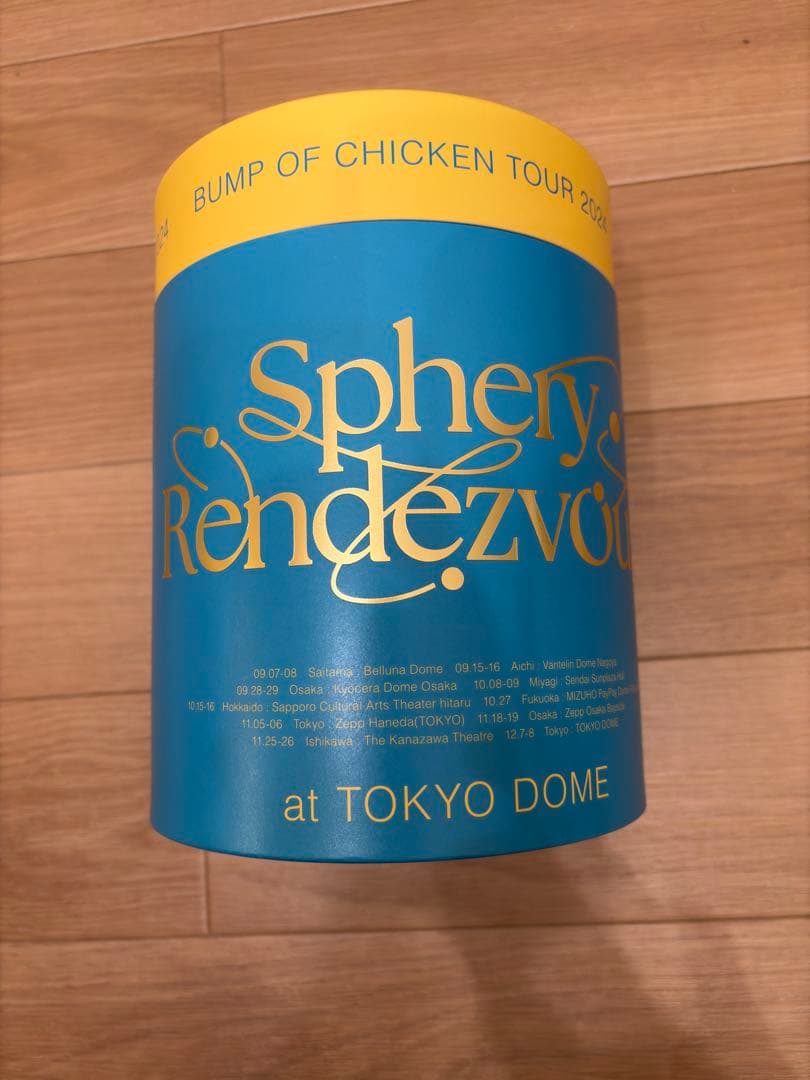 24 BUMP OF CHICKEN TOUR 2024
Sphery
Rendezvou
09.07-08 Saitama : Belluna Dome 09.15-16 Aichi : Vantelin Dome Nagoya
09.28-29 Osaka : Kyocera Dome Osaka 10.08-09 Miyagi : Sendai Sunplaza Hall
10.15-16 Hokkaido : Sapporo Cultural Arts Theater hitaru 10.27 Fukuoka : MIZUHO PayPay Dome
11.05-06 Tokyo : Zepp Haneda(TOKYO) 11.18-19 Osaka : Zepp Osaka Bayside
11.25-26 Ishikawa : The Kanazawa Theatre 12.7-8 Tokyo : TOKYO DOME
at TOKYO DOME